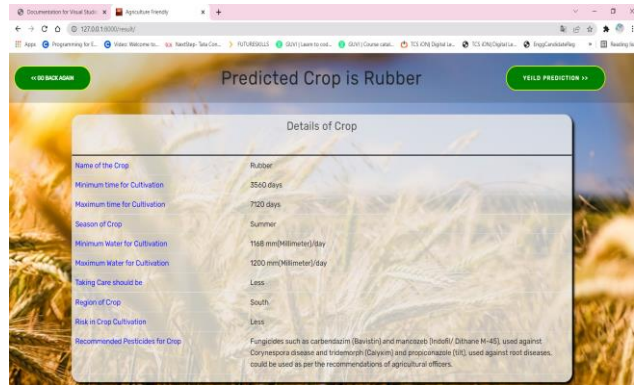 Documentation for Visual Studi
Agriculture Friendly
127.0.0.1:8000/result/
Apps
Programming for E...
Video: Welcome to...
NextStep- Tata Con...
FUTURESKILLS
GUVI | Learn to cod...
GUVI | Course catal...
TCS iON| Digital Le...
TCS iON|Digital Le...
EnggCandidateReg
Reading list
<< GO BACK AGAIN
Predicted Crop is Rubber
YEILD PREDICTION >>
Details of Crop
Name of the Crop Rubber
Minimum time for Cultivation 3560 days
Maximum time for Cultivation 7120 days
Season of Crop Summer
Minimum Water for Cultivation 1168 mm(Millimeter)/day
Maximum Water for Cultivation 1200 mm(Millimeter)/day
Taking Care should be Less
Region of Crop South
Risk in Crop Cultivation Less
Recommended Pesticides for Crop Fungicides such as carbendazim (Bavistin) and mancozeb (Indofil/ Dithane M-45), used against
Corynespora disease and tridemorph (Calyxim) and propiconazole (tilt), used against root diseases,
could be used as per the recommendations of agricultural officers.